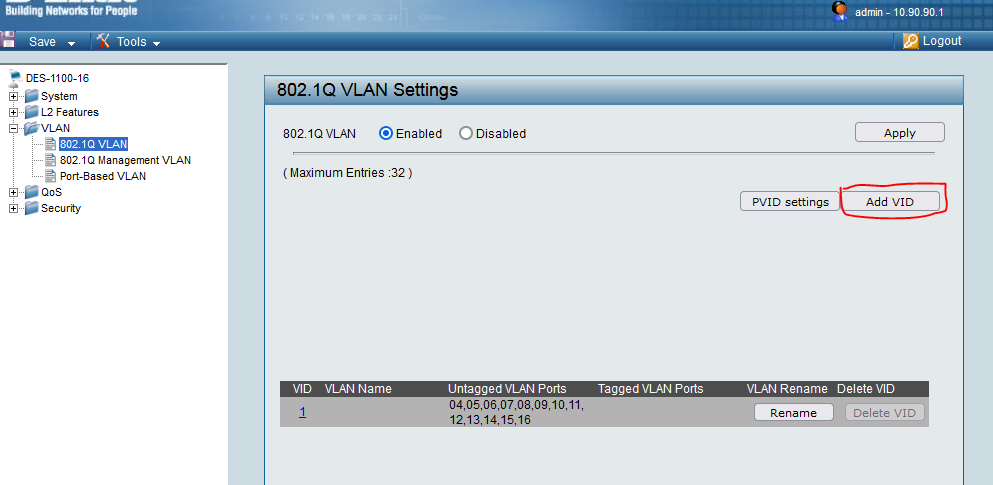 Building Networks for People
admin - 10.90.90.1
Save
Tools
Logout
DES-1100-16
System
L2 Features
VLAN
802.1Q VLAN
802.1Q Management VLAN
Port-Based VLAN
QoS
Security
802.1Q VLAN Settings
802.1Q VLAN Enabled Disabled Apply
( Maximum Entries :32 )
PVID settings Add VID
VID VLAN Name Untagged VLAN Ports Tagged VLAN Ports VLAN Rename Delete VID
1 04,05,06,07,08,09,10,11, Rename Delete VID
12,13,14,15,16